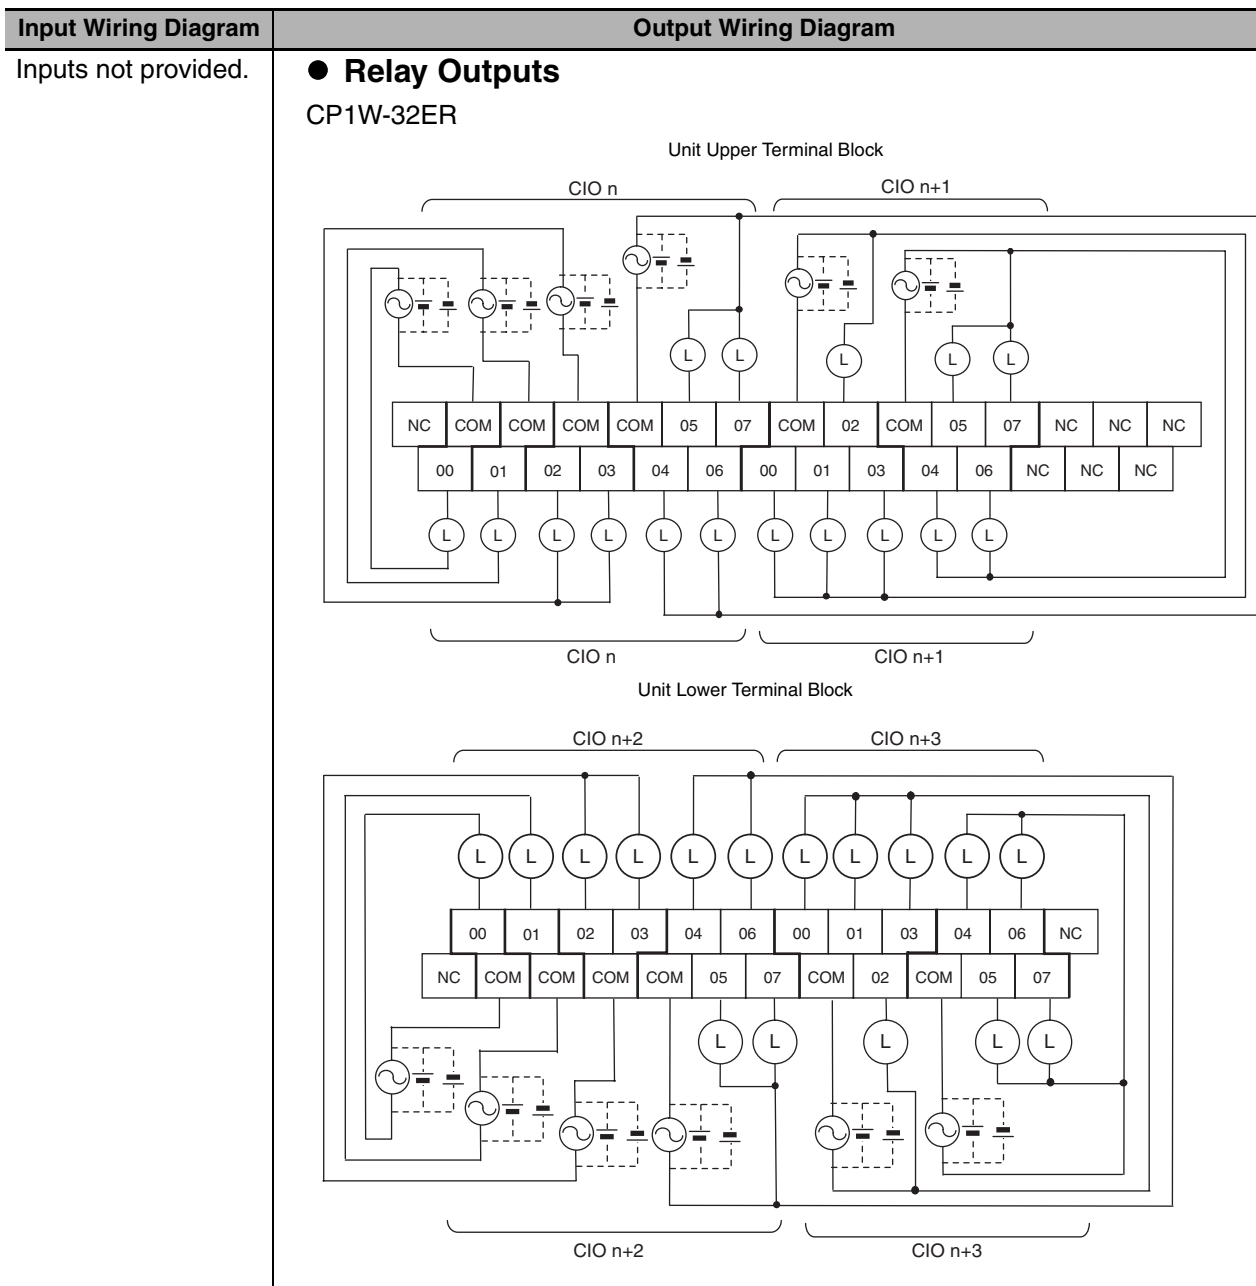 Input Wiring Diagram Output Wiring Diagram
Inputs not provided.
● Relay Outputs
CP1W-32ER
Unit Upper Terminal Block
CIO n CIO n+1
L L L L L
NC COM COM COM COM 05 07 COM 02 COM 05 07 NC NC NC
00 01 02 03 04 06 00 01 03 04 06 NC NC NC
L L L L L L L L L L L
CIO n CIO n+1
Unit Lower Terminal Block
CIO n+2 CIO n+3
L L L L L L L L L L L
00 01 02 03 04 06 00 01 03 04 06 NC
NC COM COM COM COM 05 07 COM 02 COM 05 07
L L L L L
CIO n+2 CIO n+3